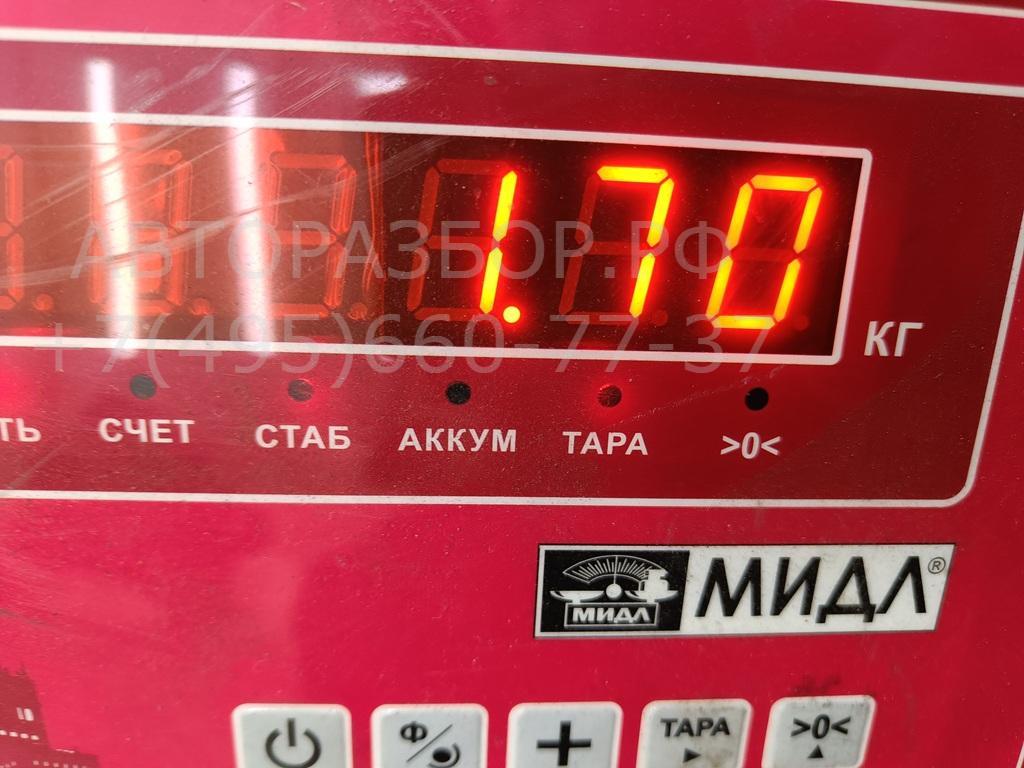 1.70
КГ
АВТОРАЗБОР.РФ
+7(495)660-77-37
ТЬ СЧЕТ СТАБ АККУМ ТАРА >0<
МИДЛ МИДЛ®
Ф ТАРА >0<